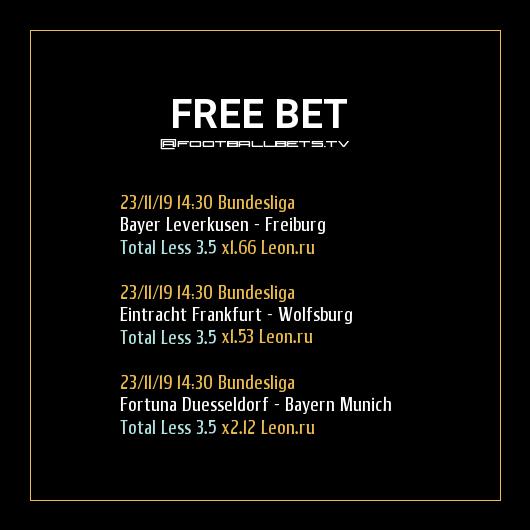 FREE BET
@FOOTBALLBETS.TV
23/11/19 14:30 Bundesliga
Bayer Leverkusen - Freiburg
Total Less 3.5 x1.66 Leon.ru
23/11/19 14:30 Bundesliga
Eintracht Frankfurt - Wolfsburg
Total Less 3.5 x1.53 Leon.ru
23/11/19 14:30 Bundesliga
Fortuna Duesseldorf - Bayern Munich
Total Less 3.5 x2.12 Leon.ru